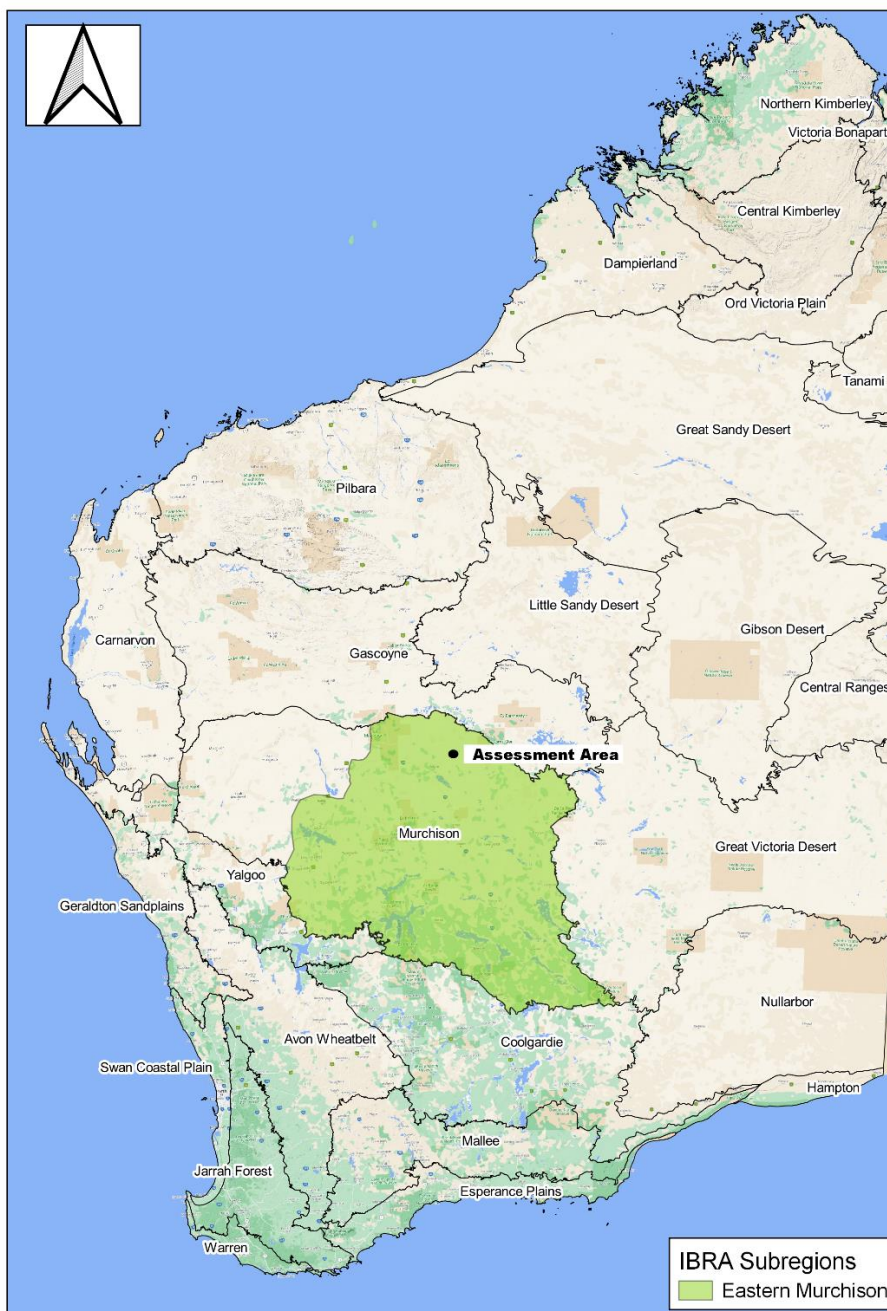 Northern Kimberley
Victoria Bonapart
Central Kimberley
Dampierland
Ord Victoria Plain
Tanami
Great Sandy Desert
Pilbara
Little Sandy Desert
Carnarvon
Gibson Desert
Gascoyne
Central Ranges
Assessment Area
Murchison
Great Victoria Desert
Yalgoo
Geraldton Sandplains
Nullarbor
Avon Wheatbelt
Coolgardie
Swan Coastal Plain
Hampton
Mallee
Jarrah Forest
Esperance Plains
Warren
IBRA Subregions
Eastern Murchison